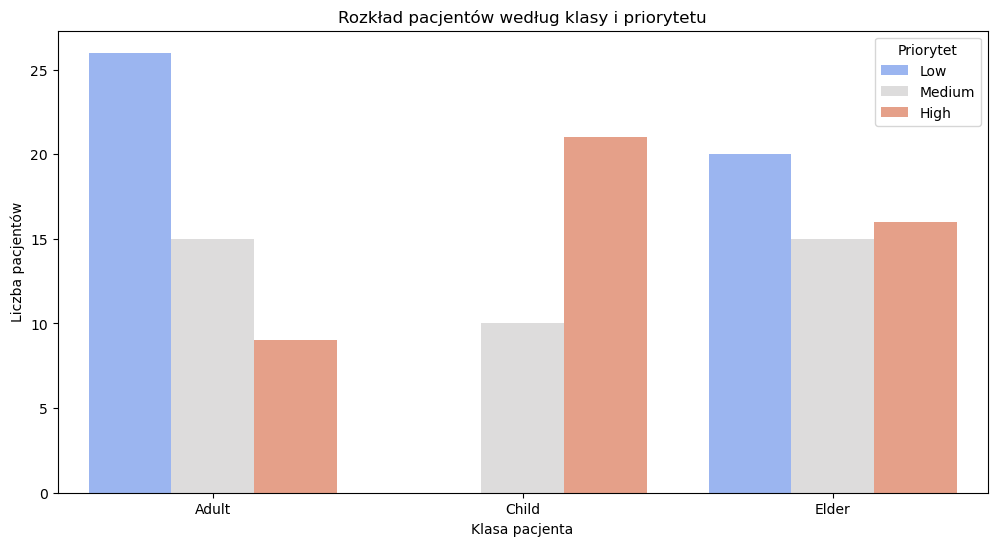 Rozkład pacjentów według klasy i priorytetu
Priorytet
Low
Medium
High
Liczba pacjentów
25
20
15
10
5
0
Adult
Child
Elder
Klasa pacjenta